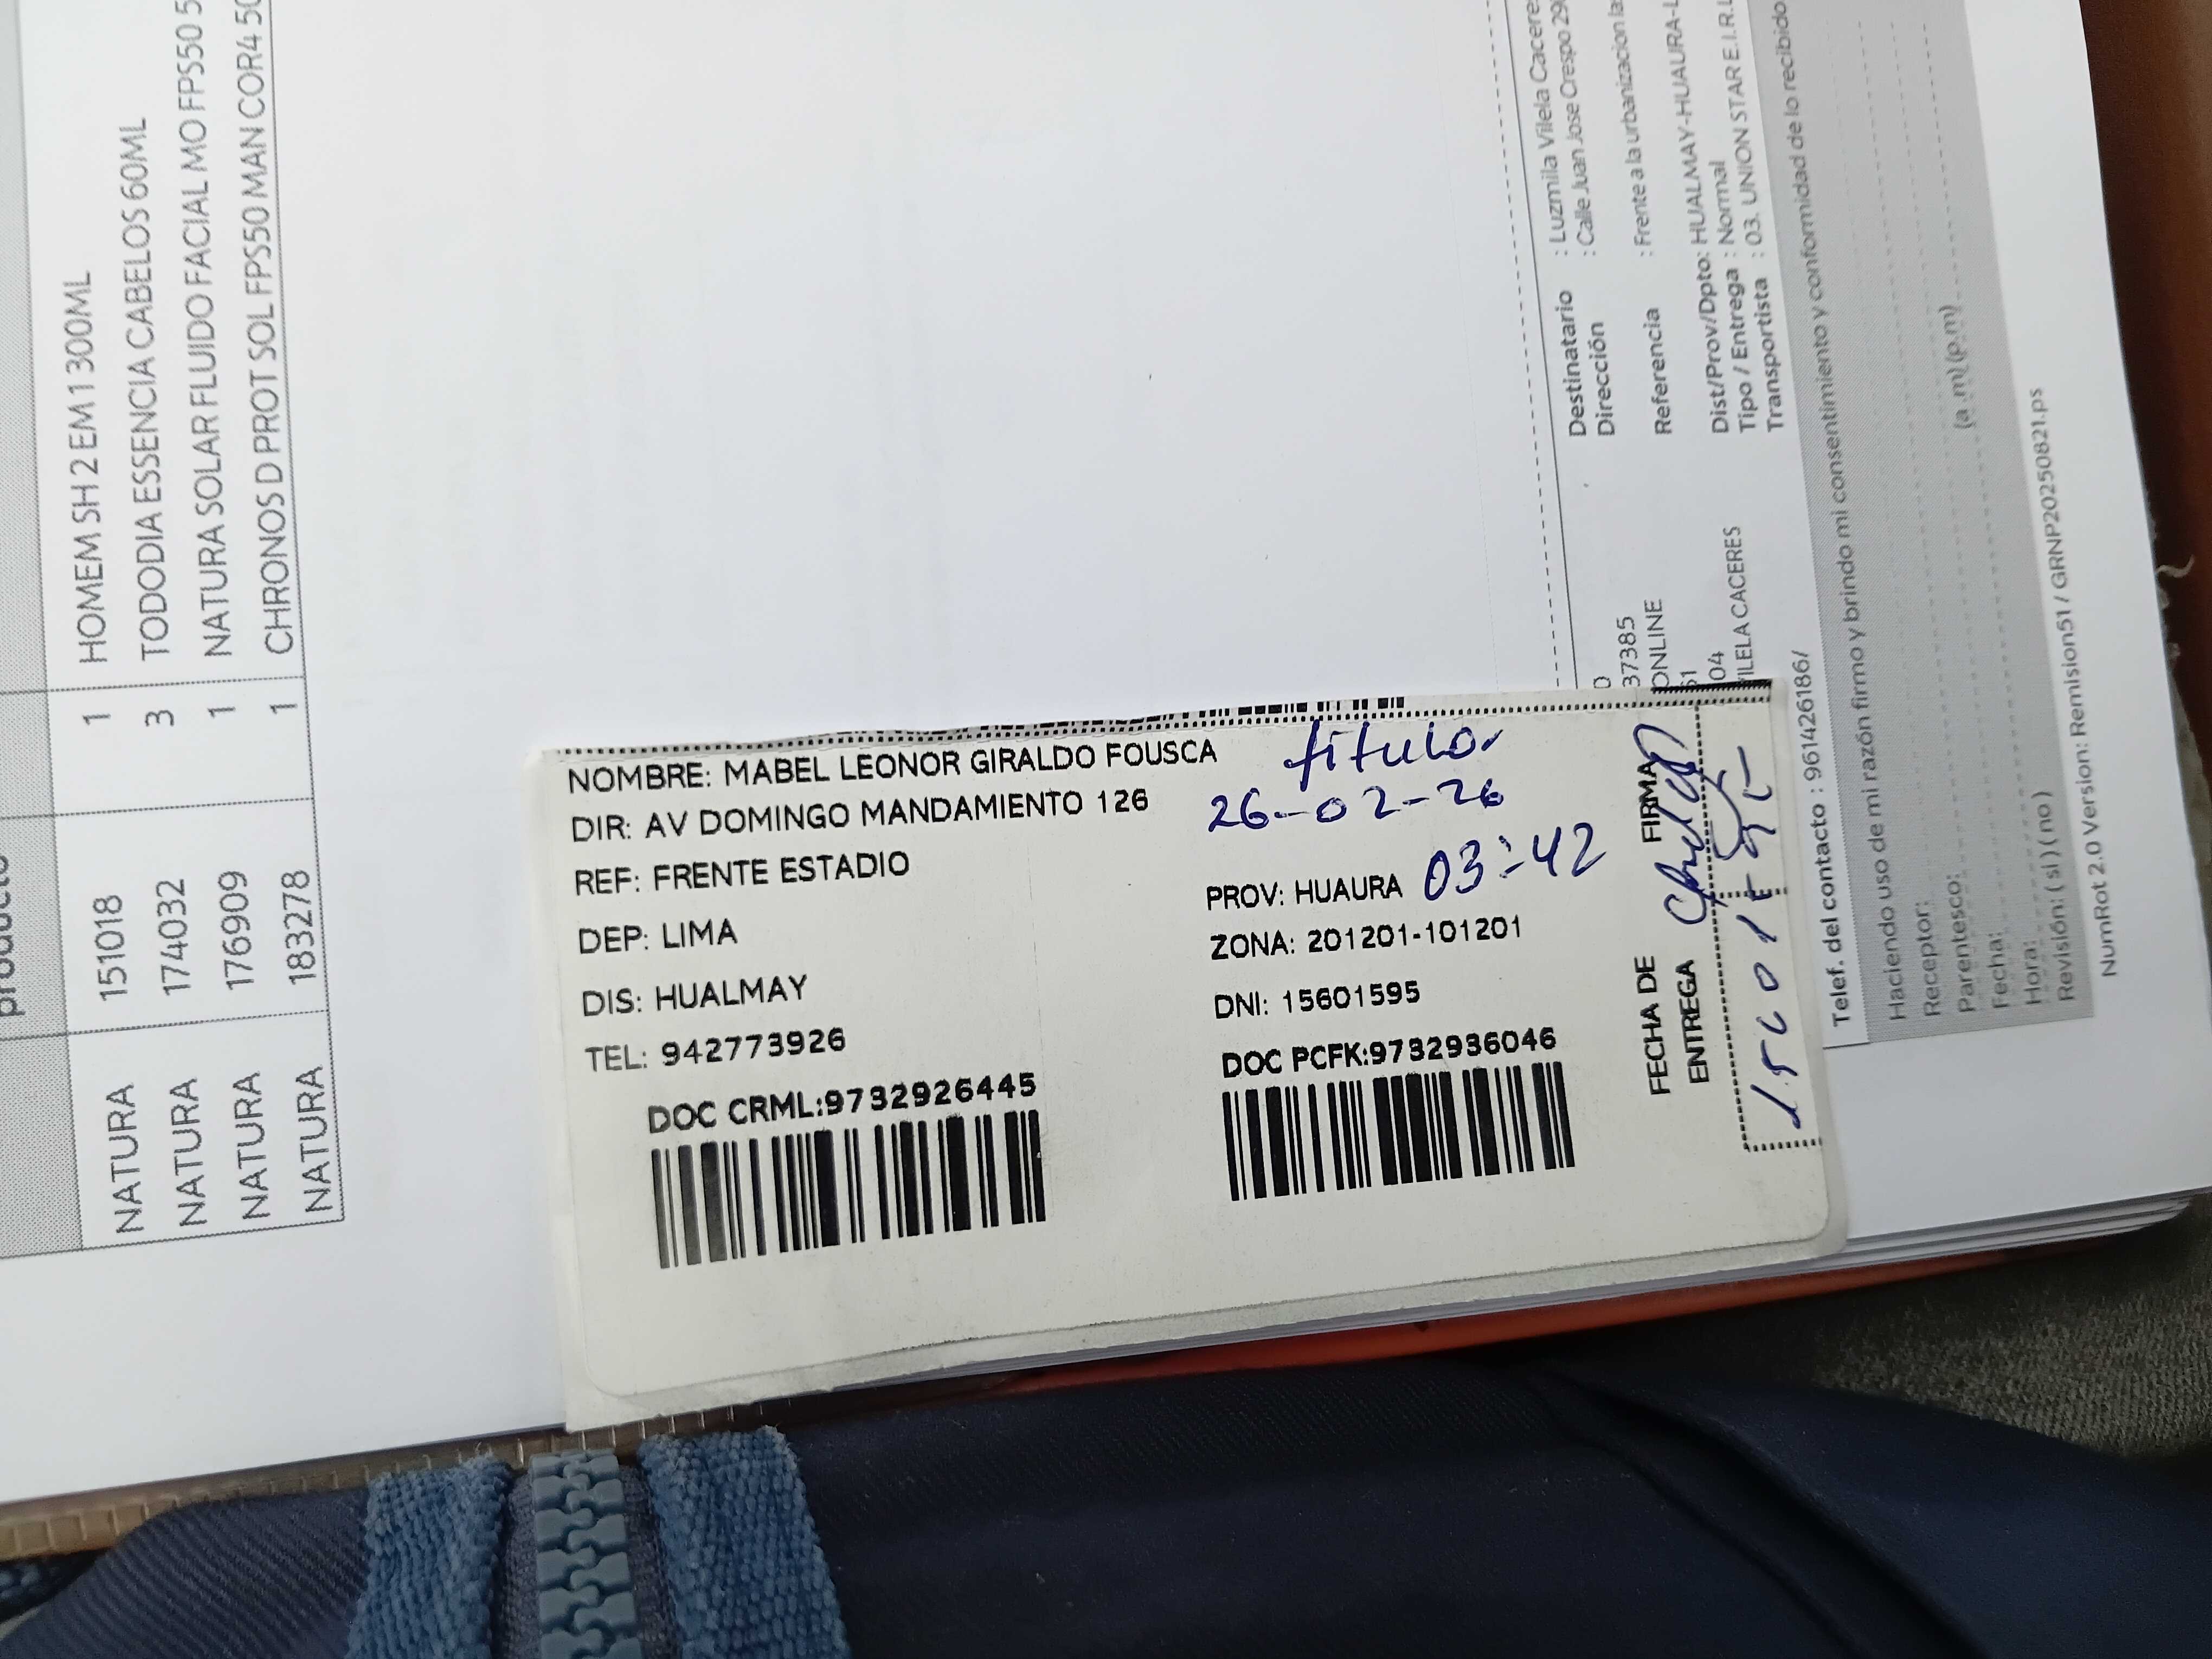 producto
NATURA 151018 1 HOMEM SH 2 EM 1 300ML
NATURA 174032 3 TODODIA ESSENCIA CABELOS 60ML
NATURA 176909 1 NATURA SOLAR FLUIDO FACIAL MO FPS50 5
NATURA 183278 1 CHRONOS D PROT SOL FPS50 MAN COR4 50
NOMBRE: MABEL LEONOR GIRALDO FOUSCA
titular
DIR: AV DOMINGO MANDAMIENTO 126
26-02-26
REF: FRENTE ESTADIO
PROV: HUAURA 03:42
DEP: LIMA
ZONA: 201201-101201
DIS: HUALMAY
DNI: 15601595
TEL: 942773926
DOC PCFK:9732936046
DOC CRML:9732926445
FECHA DE ENTREGA
FIRMA
Destinatario : Luzmila Vilela Caceres
Dirección : Calle Juan Jose Crespo 290
Referencia : Frente a la urbanizacion la
Dist/Prov/Dpto: HUALMAY-HUAURA-L
Tipo / Entrega : Normal
Transportista : 03. UNION STAR E.I.R.L
37385
ONLINE
51
04
VILELA CACERES
Telef. del contacto : 961426186/
Haciendo uso de mi razón firmo y brindo mi consentimiento y conformidad de lo recibido
Receptor:
Parentesco:
Fecha:
Hora: (a.m) (p.m)
Revisión: ( si ) ( no )
NumRot 2.0 Version: Remision51 / GRNP20250821.ps